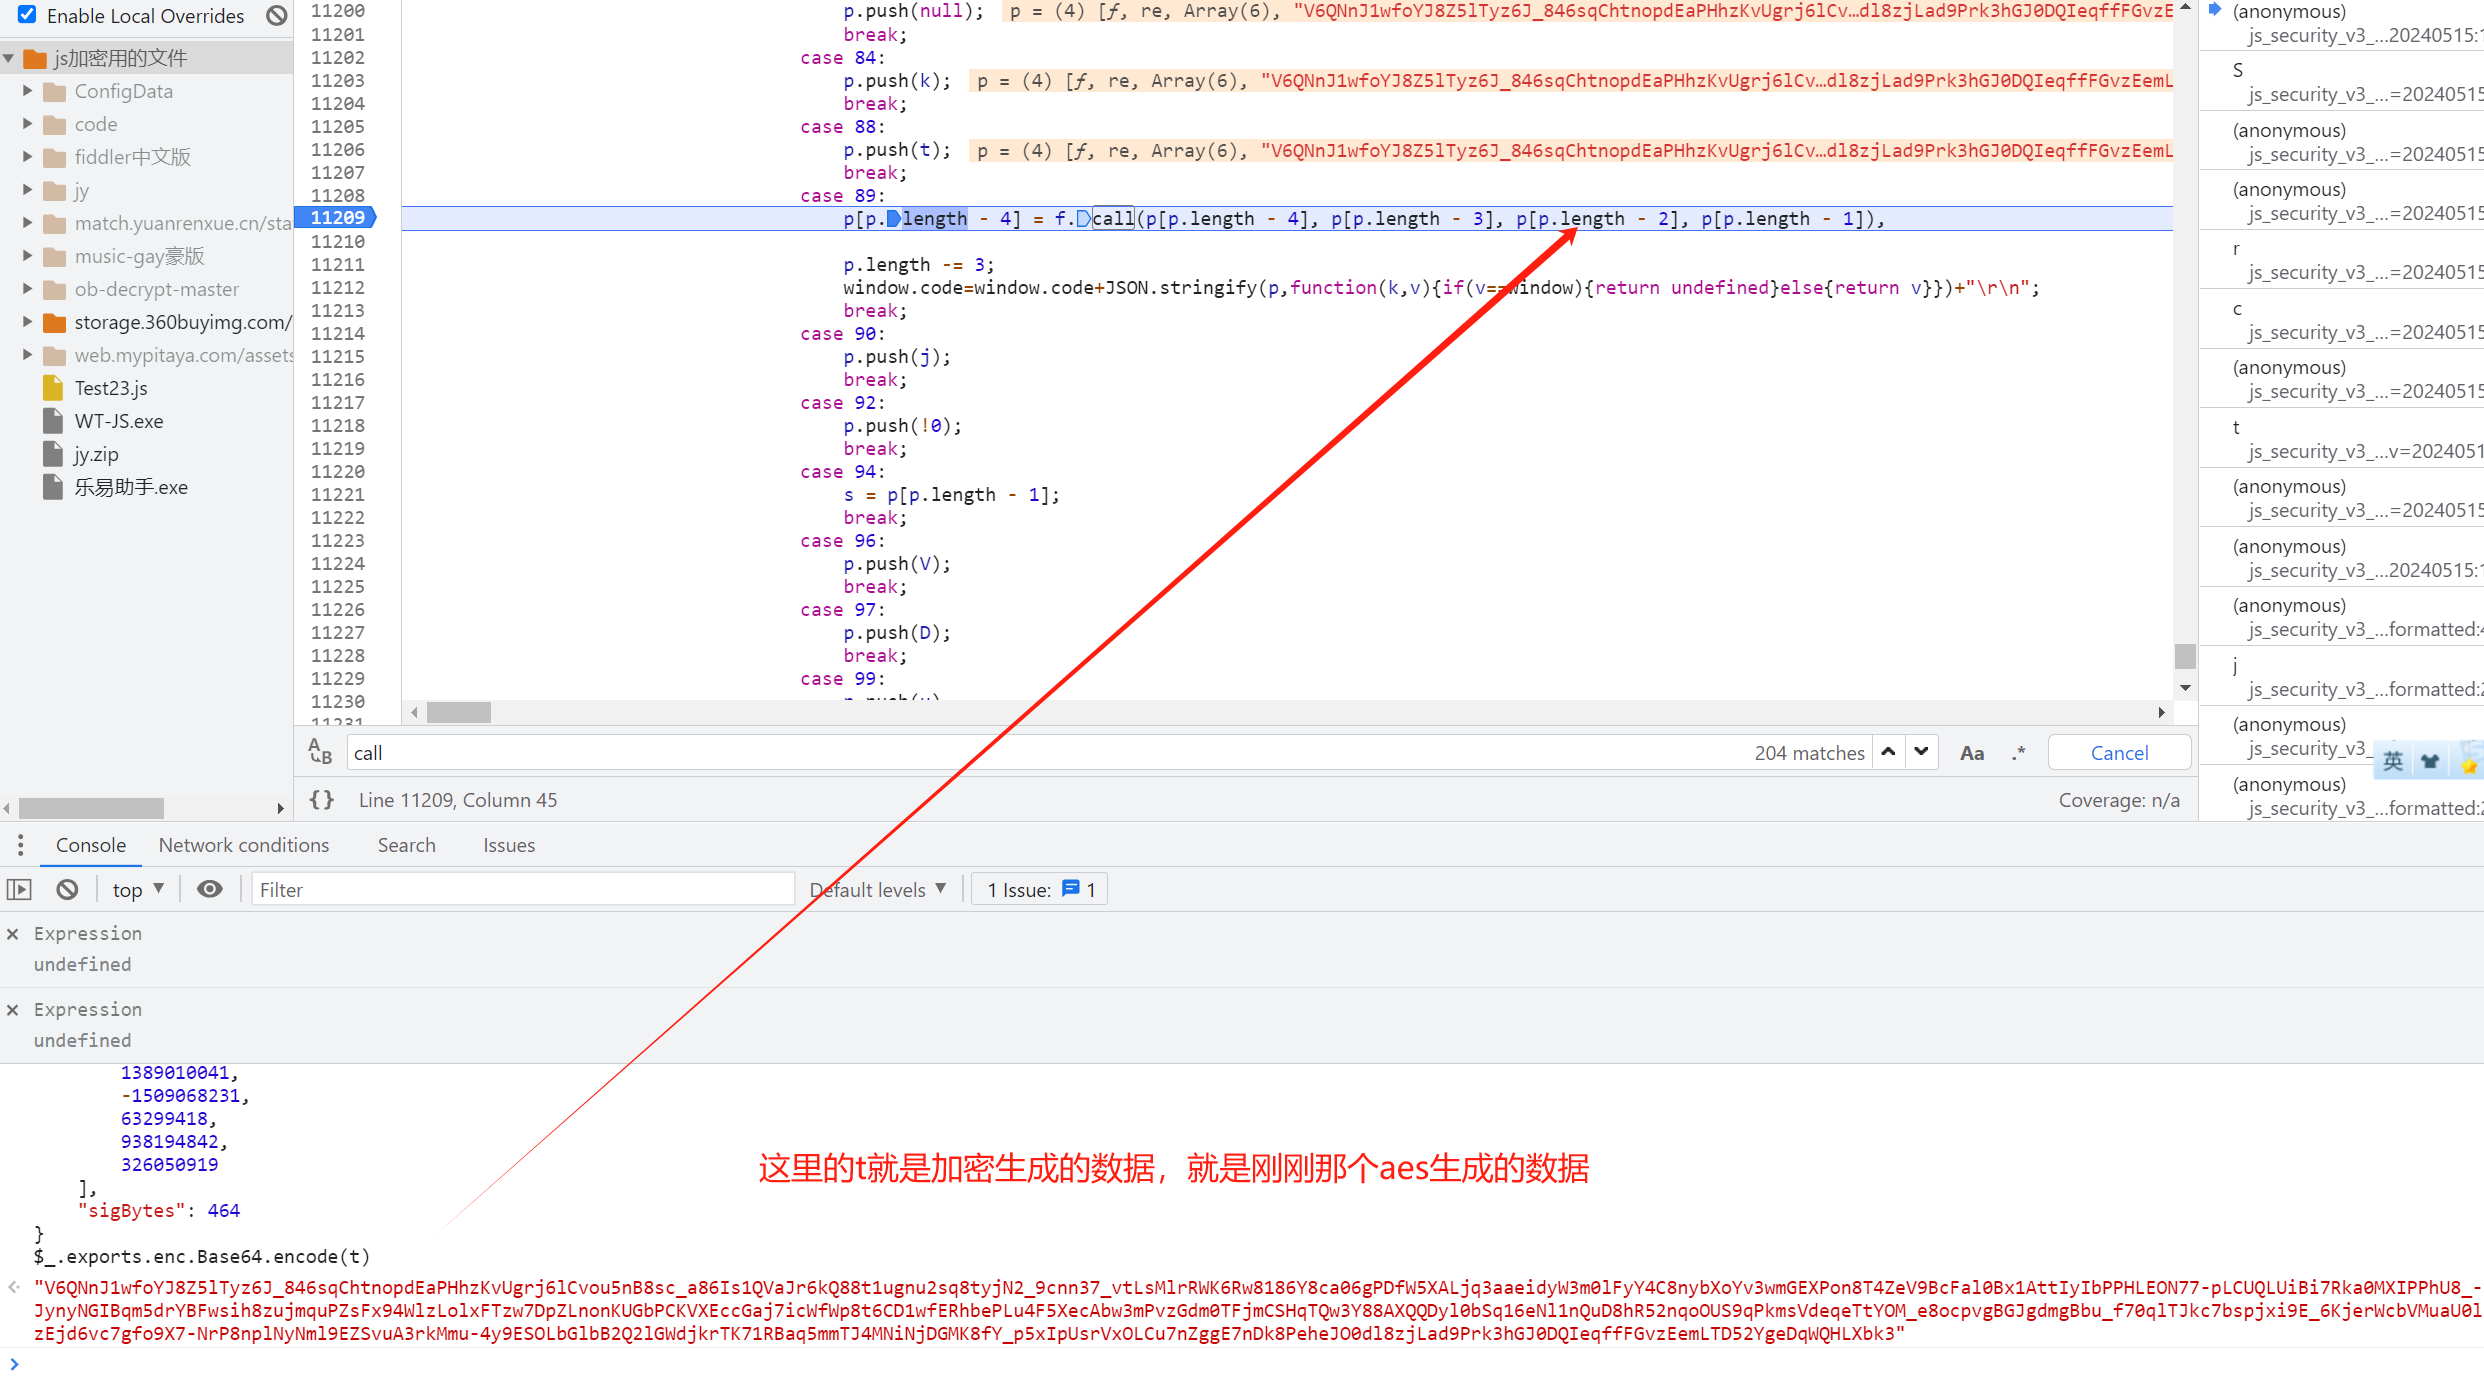 Enable Local Overrides
js加密用的文件
ConfigData
code
fiddler中文版
jy
match.yuanrenxue.cn/sta
music-gay豪版
ob-decrypt-master
storage.360buyimg.com/
web.mypitaya.com/assets
Test23.js
WT-JS.exe
jy.zip
乐易助手.exe
11200 p.push(null); p = (4) [ƒ, re, Array(6), "V6QNnJ1wfoYJ8Z5lTyz6J_846sqChtnopdEaPHhzKvUgrj6lCv…dl8zjLad9Prk3hGJ0DQIeqffFGvzE
11201 break;
11202 case 84:
11203 p.push(k); p = (4) [ƒ, re, Array(6), "V6QNnJ1wfoYJ8Z5lTyz6J_846sqChtnopdEaPHhzKvUgrj6lCv…dl8zjLad9Prk3hGJ0DQIeqffFGvzEemL
11204 break;
11205 case 88:
11206 p.push(t); p = (4) [ƒ, re, Array(6), "V6QNnJ1wfoYJ8Z5lTyz6J_846sqChtnopdEaPHhzKvUgrj6lCv…dl8zjLad9Prk3hGJ0DQIeqffFGvzEemL
11207 break;
11208 case 89:
11209 p[p.length - 4] = f.call(p[p.length - 4], p[p.length - 3], p[p.length - 2], p[p.length - 1]),
11210
11211 p.length -= 3;
11212 window.code=window.code+JSON.stringify(p,function(k,v){if(v==window){return undefined}else{return v}})+"\r\n";
11213 break;
11214 case 90:
11215 p.push(j);
11216 break;
11217 case 92:
11218 p.push(!0);
11219 break;
11220 case 94:
11221 s = p[p.length - 1];
11222 break;
11223 case 96:
11224 p.push(V);
11225 break;
11226 case 97:
11227 p.push(D);
11228 break;
11229 case 99:
11230
11231
(anonymous)
js_security_v3_…20240515:1
S
js_security_v3_…=20240515
(anonymous)
js_security_v3_…=20240515
(anonymous)
js_security_v3_…=20240515
r
js_security_v3_…=20240515
c
js_security_v3_…=20240515
(anonymous)
js_security_v3_…=20240515
t
js_security_v3_…v=2024051
(anonymous)
js_security_v3_…=20240515
(anonymous)
js_security_v3_…20240515:1
(anonymous)
js_security_v3_…formatted:4
j
js_security_v3_…formatted:2
(anonymous)
js_security_v3_
英
(anonymous)
js_security_v3_…formatted:2
call
204 matches
Aa
.*
Cancel
{} Line 11209, Column 45
Coverage: n/a
Console Network conditions Search Issues
top
Filter
Default levels
1 Issue: 1
Expression
undefined
Expression
undefined
1389010041,
-1509068231,
63299418,
938194842,
326050919
],
"sigBytes": 464
}
$_.exports.enc.Base64.encode(t)
这里的t就是加密生成的数据，就是刚刚那个aes生成的数据
"V6QNnJ1wfoYJ8Z5lTyz6J_846sqChtnopdEaPHhzKvUgrj6lCvou5nB8sc_a86Is1QVaJr6kQ88t1ugnu2sq8tyjN2_9cnn37_vtLsMlrRWK6Rw8186Y8ca06gPDfW5XALjq3aaeidyW3m0lFyY4C8nybXoYv3wmGEXPon8T4ZeV9BcFal0Bx1AttIyIbPPHLEON77-pLCUQLUiBi7Rka0MXIPPhU8_-
JynyNGIBqm5drYBFwsih8zujmquPZsFx94WlzLolxFTzw7DpZLnonKUGbPCKVXEccGaj7icWfWp8t6CD1wfERhbePLu4F5XecAbw3mPvzGdm0TFjmCSHqTQw3Y88AXQQDyl0bSq16eNl1nQuD8hR52nqoOUS9qPkmsVdeqeTtYOM_e8ocpvgBGJgdmgBbu_f70qlTJkc7bspjxi9E_6KjerWcbVMuaU0l
zEjd6vc7gfo9X7-NrP8nplNyNml9EZSvuA3rkMmu-4y9ESOLbGlbB2Q2lGWdjkrTK71RBaq5mmTJ4MNiNjDGMK8fY_p5xIpUsrVxOLCu7nZggE7nDk8PeheJO0dl8zjLad9Prk3hGJ0DQIeqffFGvzEemLTD52YgeDqWQHLXbk3"